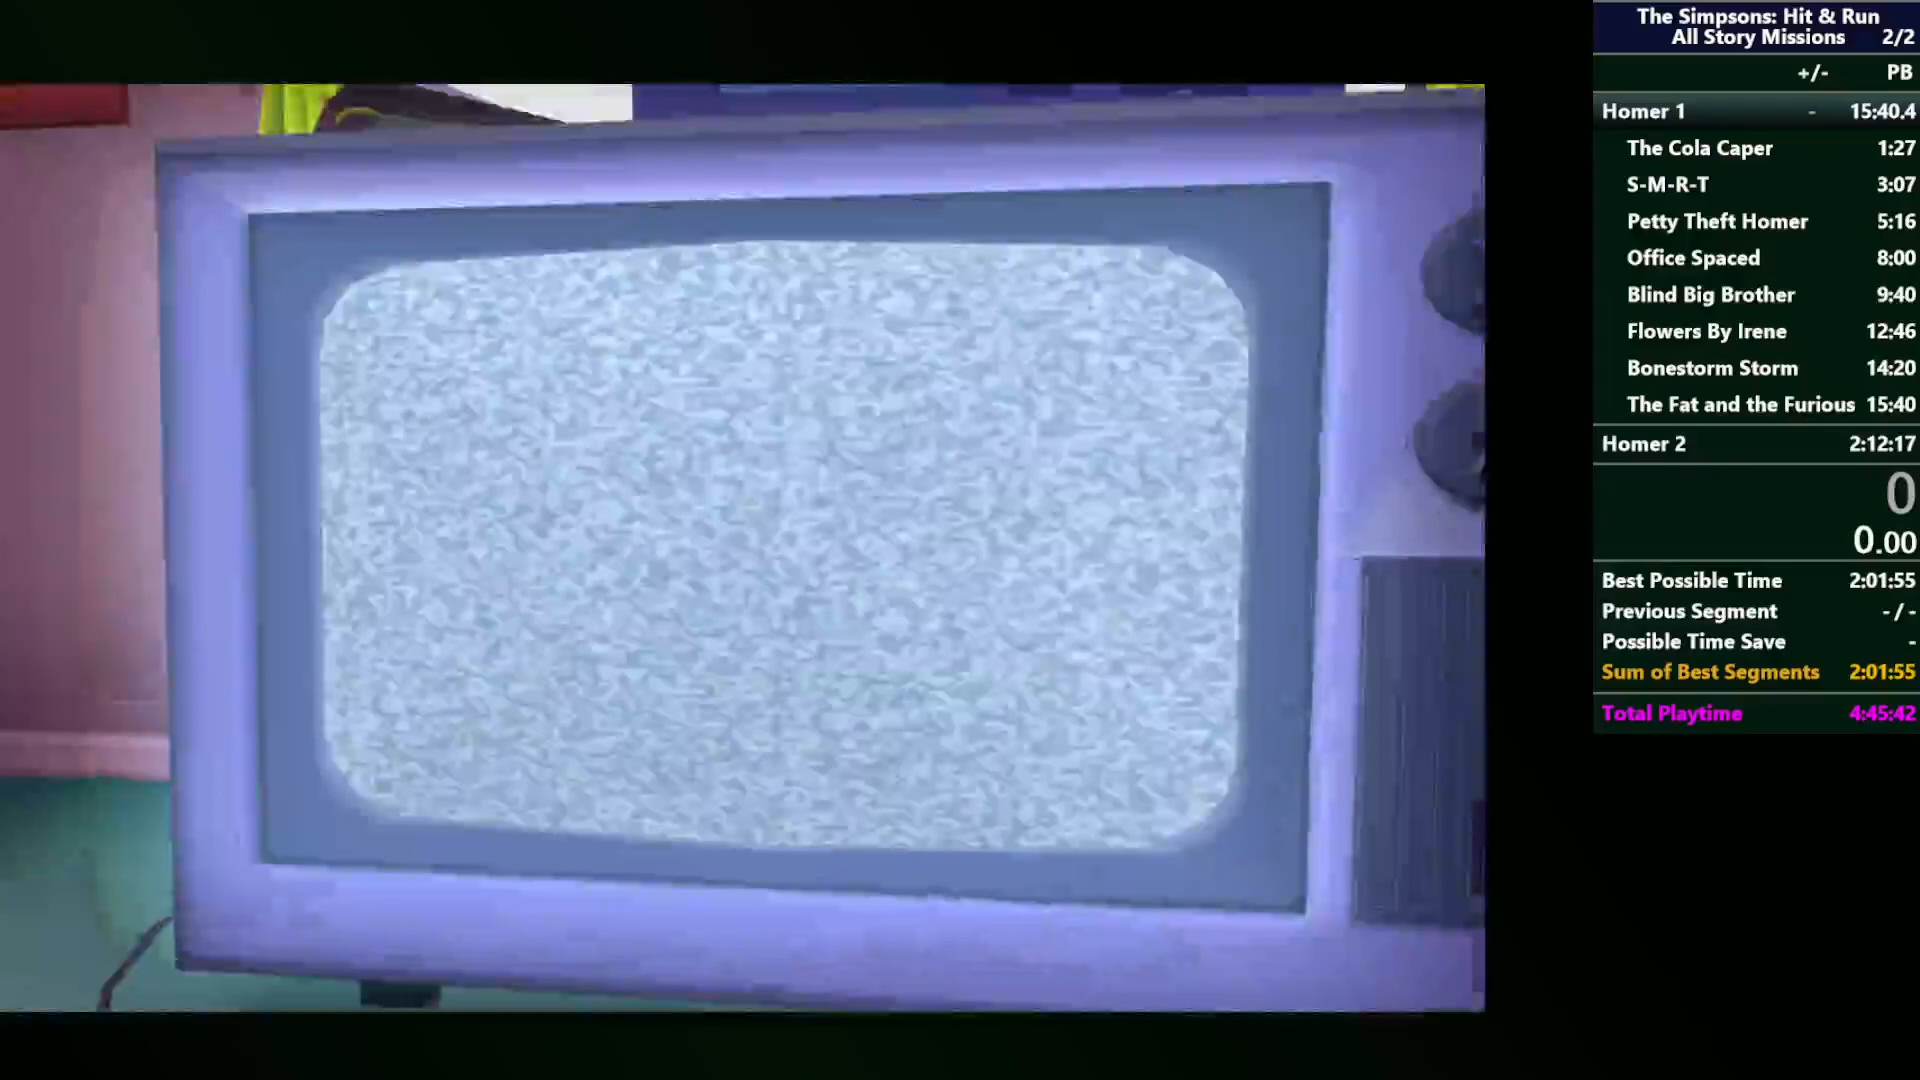 The Simpsons: Hit & Run
All Story Missions 2/2
+/- PB
Homer 1 - 15:40.4
The Cola Caper 1:27
S-M-R-T 3:07
Petty Theft Homer 5:16
Office Spaced 8:00
Blind Big Brother 9:40
Flowers By Irene 12:46
Bonestorm Storm 14:20
The Fat and the Furious 15:40
Homer 2 2:12:17
0
0.00
Best Possible Time 2:01:55
Previous Segment - / -
Possible Time Save -
Sum of Best Segments 2:01:55
Total Playtime 4:45:42